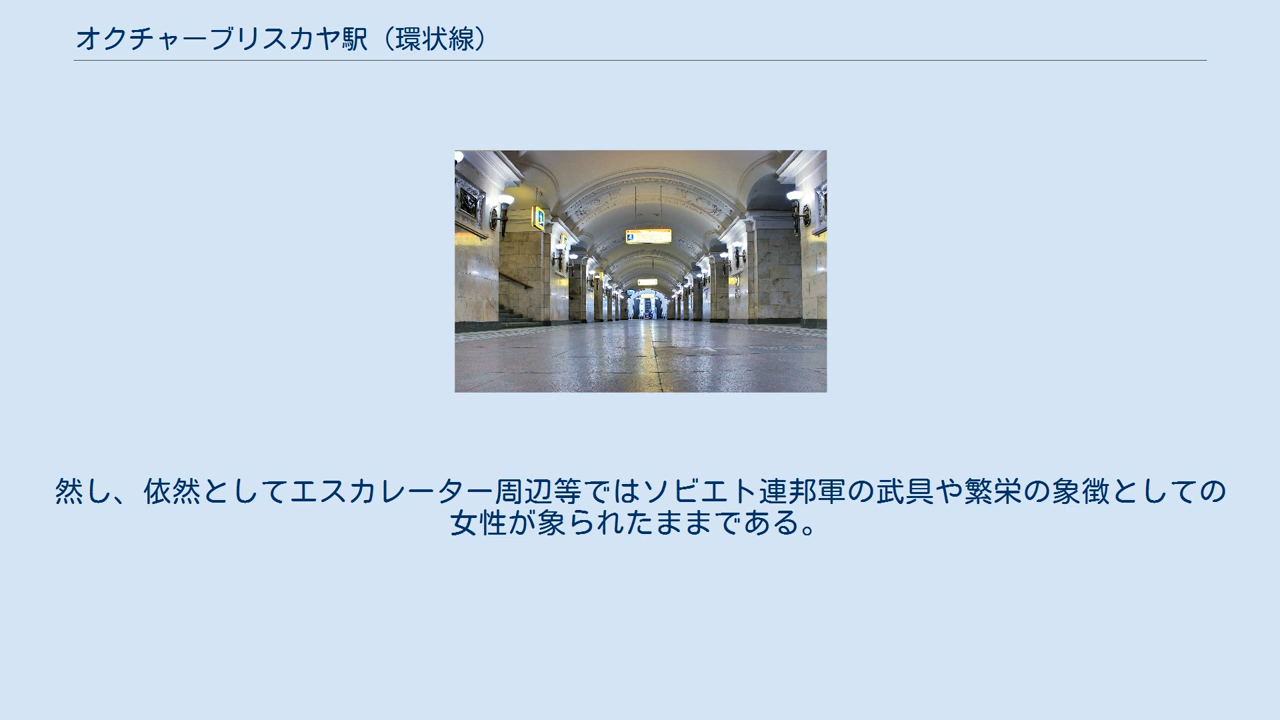 オクチャーブリスカヤ駅（環状線）
然し、依然としてエスカレーター周辺等ではソビエト連邦軍の武具や繁栄の象徴としての
女性が象られたままである。